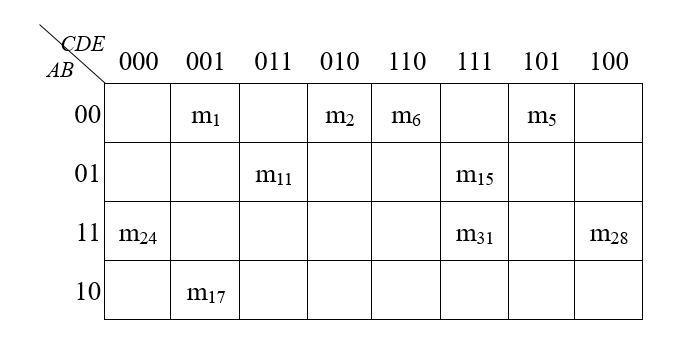 CDE
AB 000 001 011 010 110 111 101 100
00 m₁ m₂ m₆ m₅
01 m₁₁ m₁₅
11 m₂₄ m₃₁ m₂₈
10 m₁₇